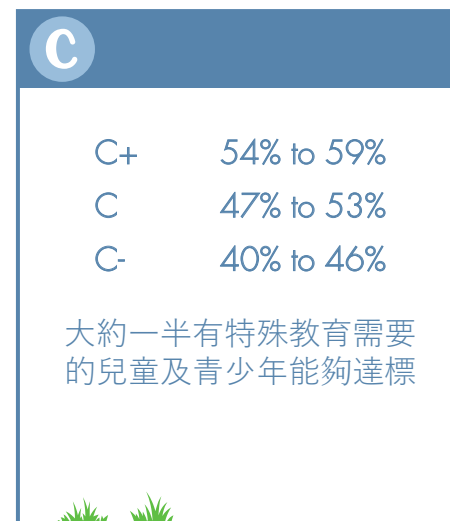 C
C+ 54% to 59%
C 47% to 53%
C- 40% to 46%
大約一半有特殊教育需要
的兒童及青少年能夠達標